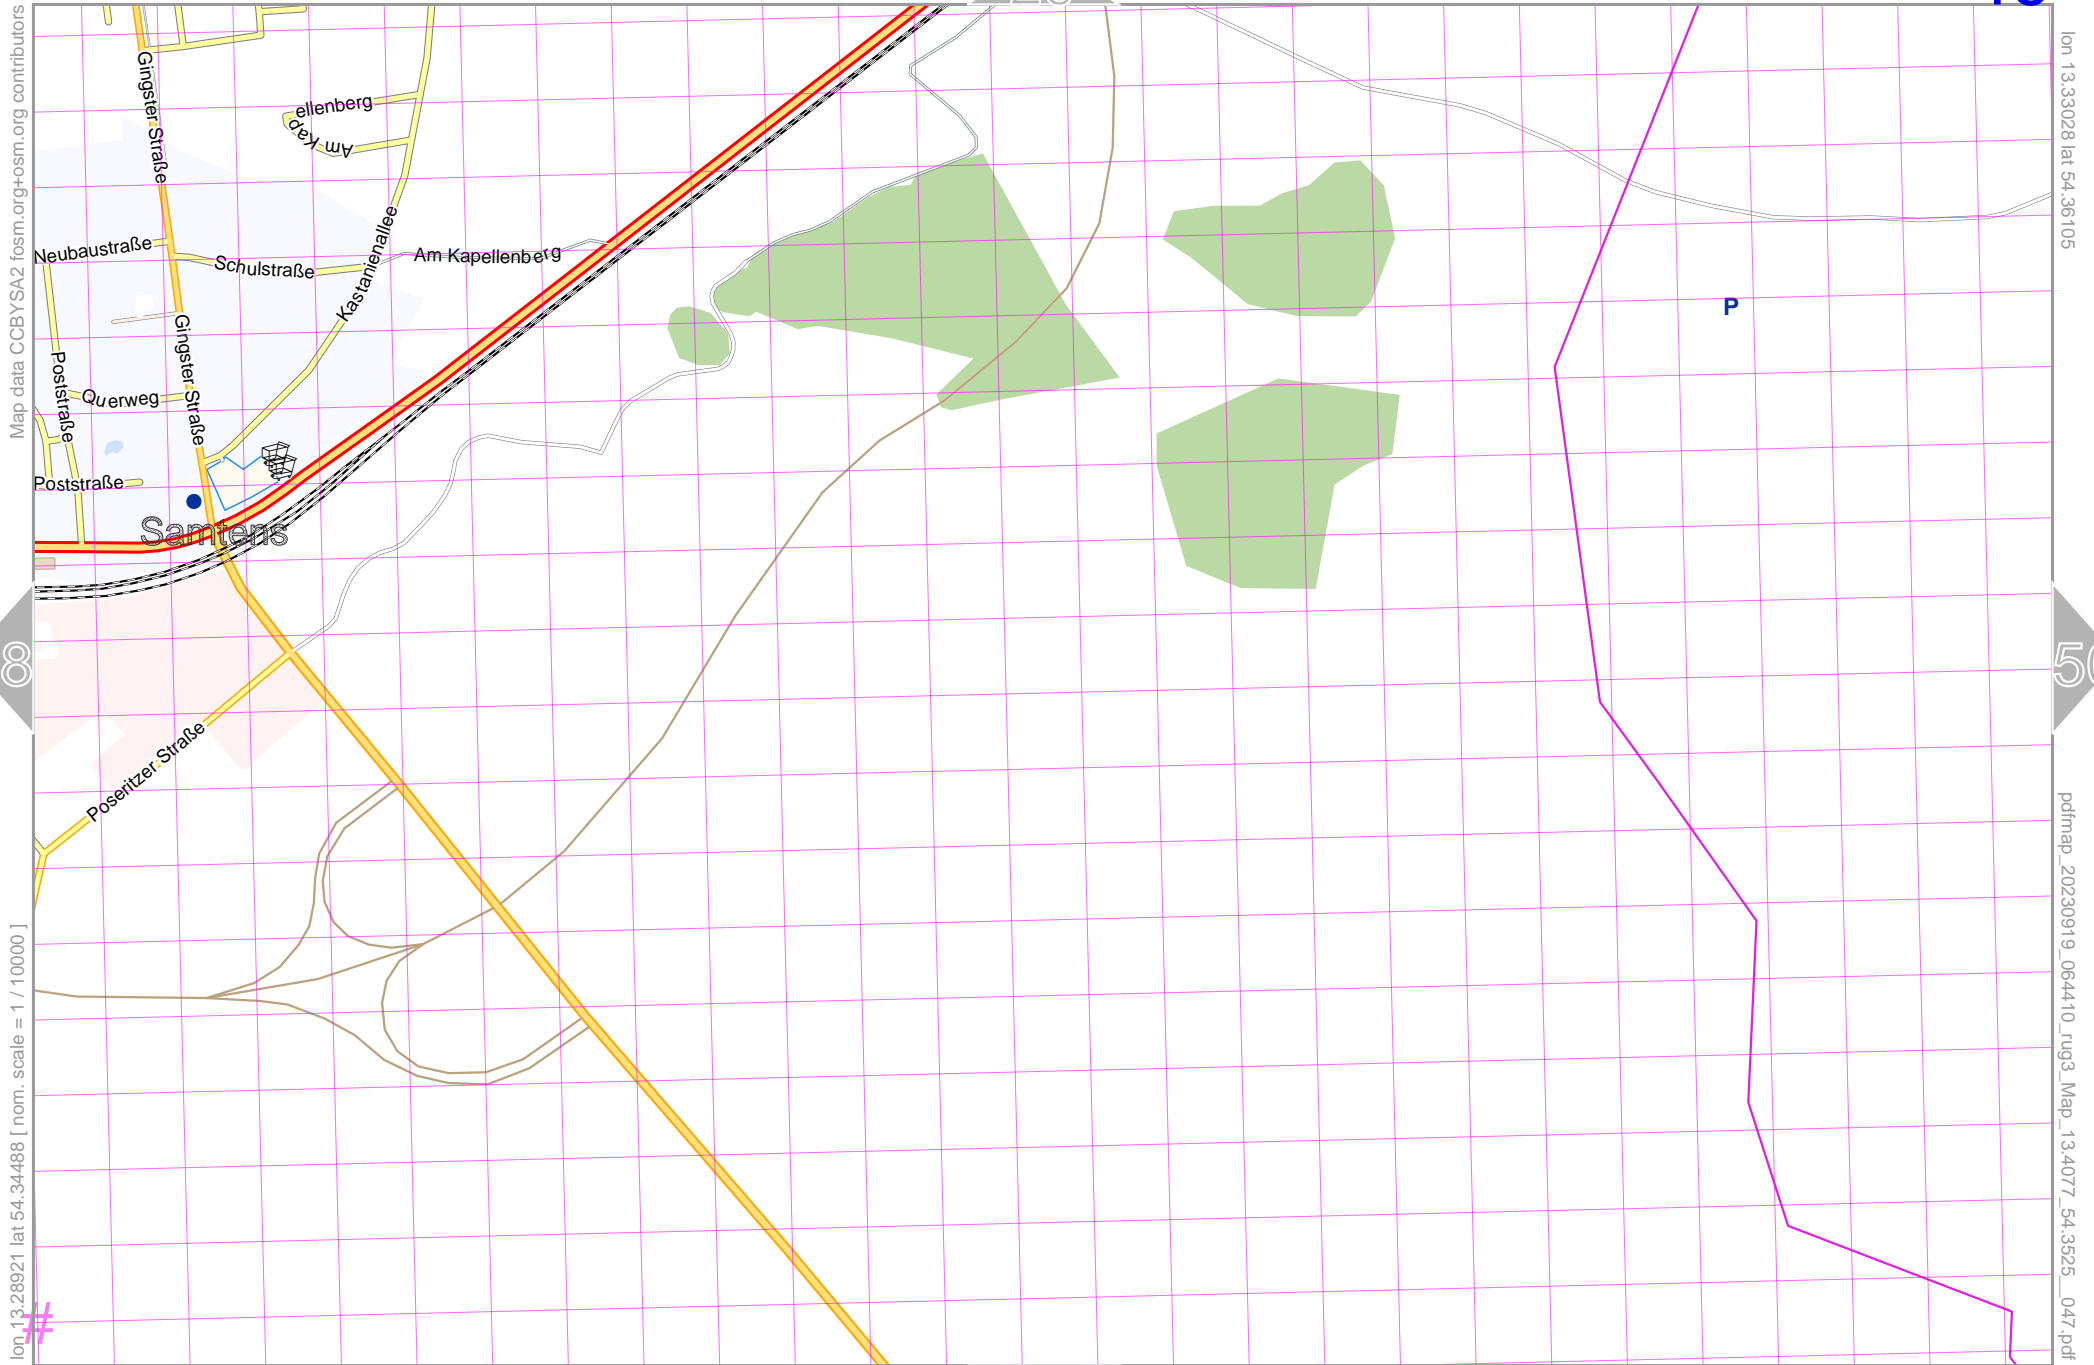 Map data CCBYSA2 fosm.org+osm.org contributors
lon 13.28921 lat 54.34488 [ nom. scale = 1 / 10000 ]
lon 13.33028 lat 54.36105
pdfmap_20230919_064410_rug3_Map_13.4077_54.3525__047.pdf
Gingster Straße
Am Kap
ellenberg
Neubaustraße
Schulstraße
Kastanienallee
Am Kapellenberg
P
Gingster Straße
Poststraße
Querweg
Poststraße
Samtens
8
Poseritzer Straße
#